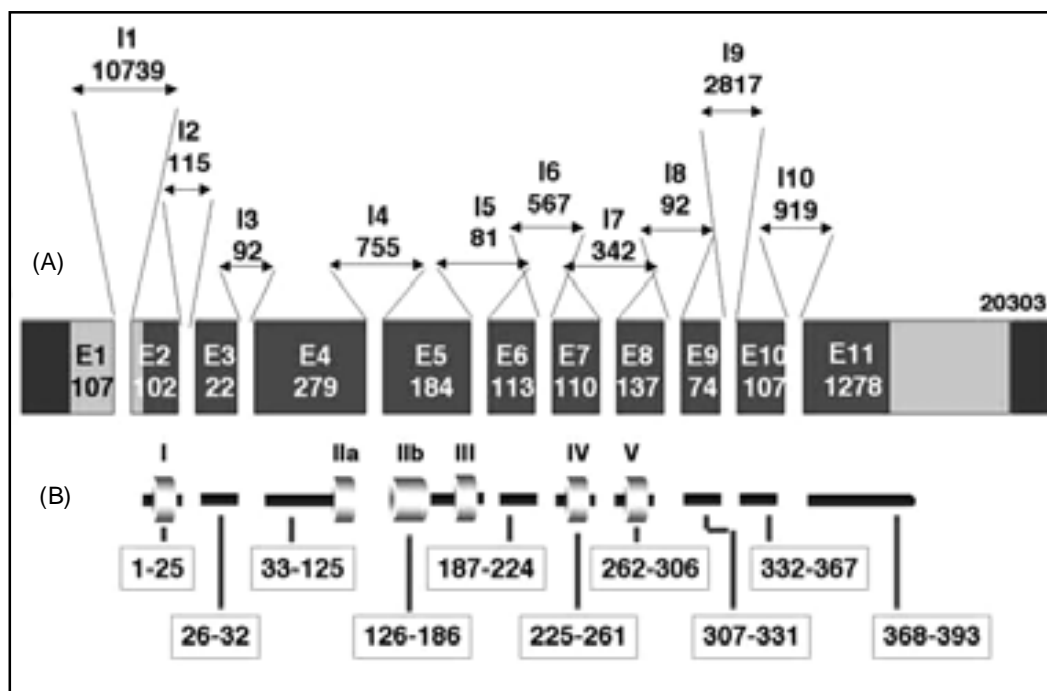 I1
10739
I9
2817
I2
115
I6
567
I8
92
I10
919
I3
92
I4
755
I5
81
I7
342
(A)
20303
E1
107
E2
102
E3
22
E4
279
E5
184
E6
113
E7
110
E8
137
E9
74
E10
107
E11
1278
I
IIa
IIb
III
IV
V
(B)
1-25
33-125
187-224
262-306
332-367
26-32
126-186
225-261
307-331
368-393